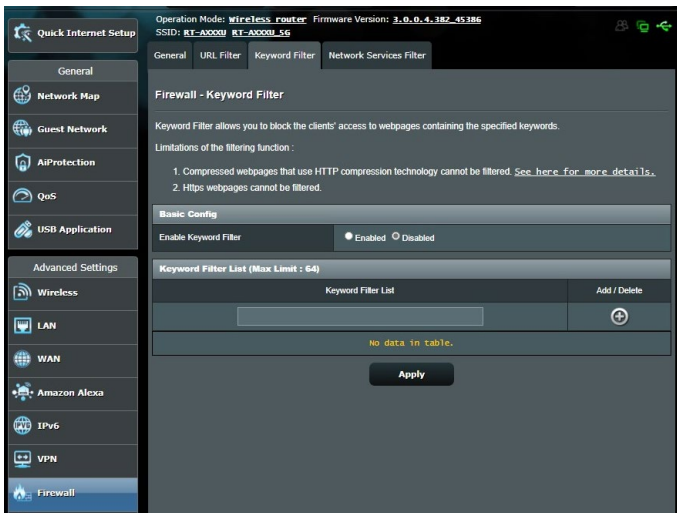 Quick Internet Setup
General
Network Map
Guest Network
AiProtection
QoS
USB Application
Advanced Settings
Wireless
LAN
WAN
Amazon Alexa
IPv6
VPN
Firewall
Operation Mode: Wireless router Firmware Version: 3.0.0.4.382_45386
SSID: RT-AXXXU RT-AXXXU_5G
General URL Filter Keyword Filter Network Services Filter
Firewall - Keyword Filter
Keyword Filter allows you to block the clients' access to webpages containing the specified keywords.
Limitations of the filtering function :
1. Compressed webpages that use HTTP compression technology cannot be filtered. See here for more details.
2. Https webpages cannot be filtered.
Basic Config
Enable Keyword Filter Enabled Disabled
Keyword Filter List (Max Limit : 64)
Keyword Filter List Add / Delete
No data in table.
Apply